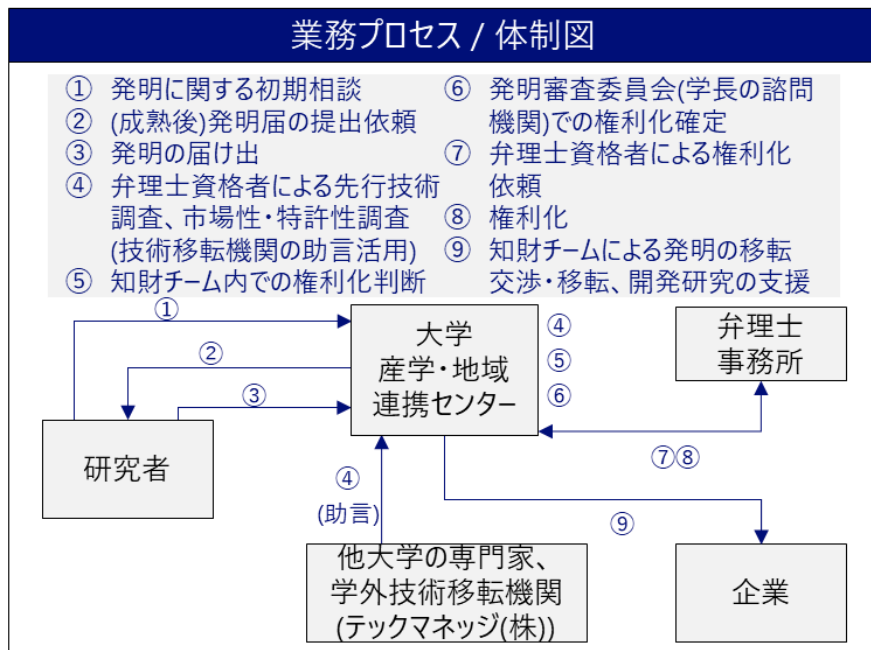 業務プロセス / 体制図
① 発明に関する初期相談
② (成熟後)発明届の提出依頼
③ 発明の届け出
④ 弁理士資格者による先行技術
調査、市場性・特許性調査
(技術移転機関の助言活用)
⑤ 知財チーム内での権利化判断
⑥ 発明審査委員会(学長の諮問
機関)での権利化確定
⑦ 弁理士資格者による権利化
依頼
⑧ 権利化
⑨ 知財チームによる発明の移転
交渉・移転、開発研究の支援
①
②
③
大学
産学・地域
連携センター
④
⑤
⑥
弁理士
事務所
研究者
⑦⑧
④
(助言)
⑨
他大学の専門家、
学外技術移転機関
(テックマネッジ(株))
企業